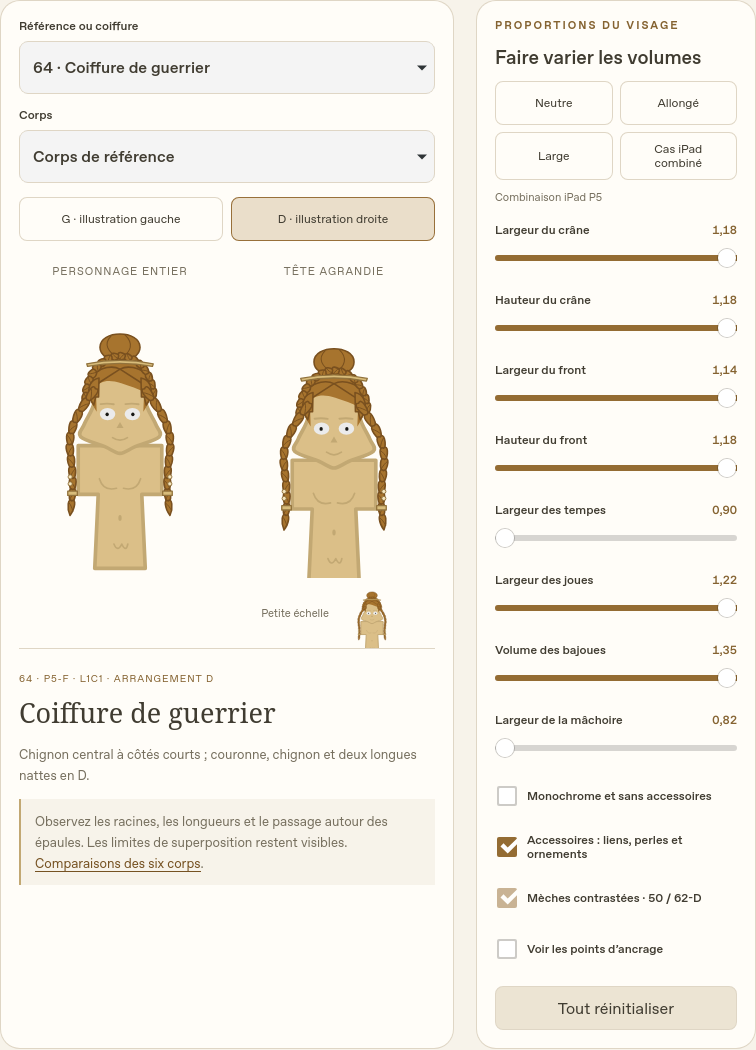 Référence ou coiffure
64 · Coiffure de guerrier
Corps
Corps de référence
G · illustration gauche
D · illustration droite
PERSONNAGE ENTIER
TÊTE AGRANDIE
Petite échelle
64 · P5-F · L1C1 · ARRANGEMENT D
Coiffure de guerrier
Chignon central à côtés courts ; couronne, chignon et deux longues
nattes en D.
Observez les racines, les longueurs et le passage autour des
épaules. Les limites de superposition restent visibles.
Comparaisons des six corps.
PROPORTIONS DU VISAGE
Faire varier les volumes
Neutre
Allongé
Large
Cas iPad
combiné
Combinaison iPad P5
Largeur du crâne 1,18
Hauteur du crâne 1,18
Largeur du front 1,14
Hauteur du front 1,18
Largeur des tempes 0,90
Largeur des joues 1,22
Volume des bajoues 1,35
Largeur de la mâchoire 0,82
Monochrome et sans accessoires
Accessoires : liens, perles et
ornements
Mèches contrastées · 50 / 62-D
Voir les points d’ancrage
Tout réinitialiser